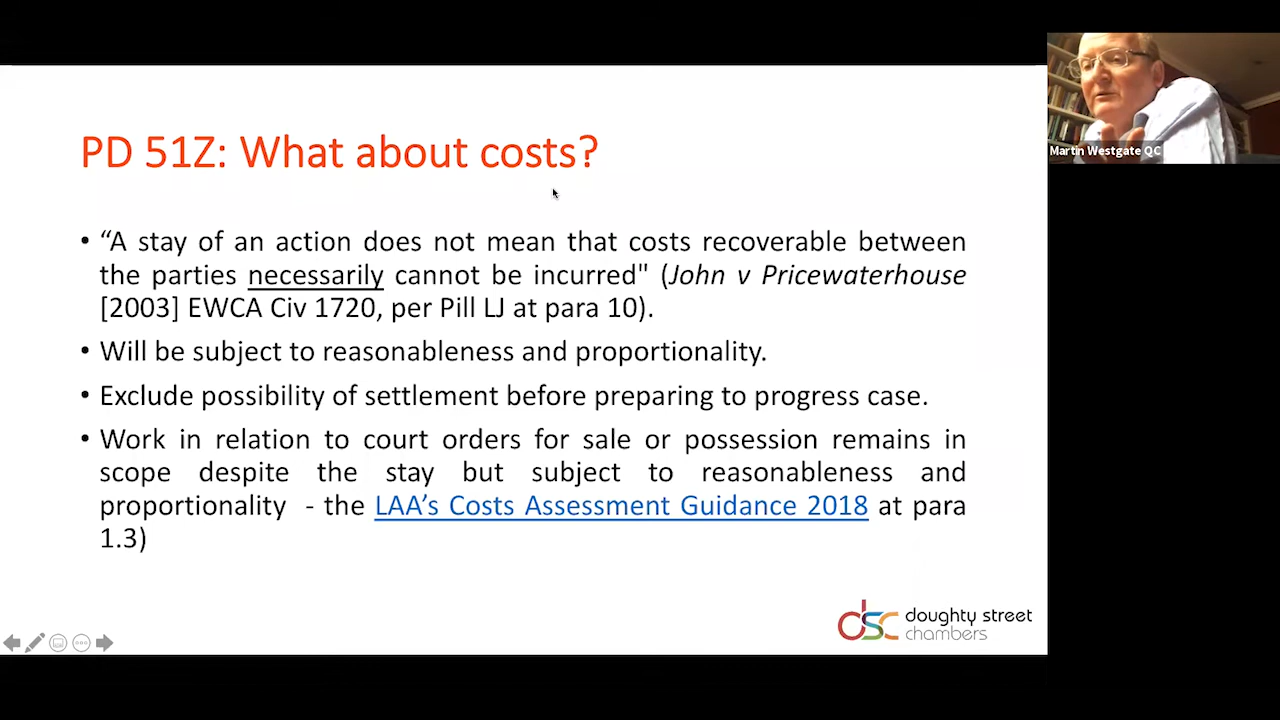 PD 51Z: What about costs?
Martin Westgate QC
• “A stay of an action does not mean that costs recoverable between
the parties necessarily cannot be incurred" (John v Pricewaterhouse
[2003] EWCA Civ 1720, per Pill LJ at para 10).
• Will be subject to reasonableness and proportionality.
• Exclude possibility of settlement before preparing to progress case.
• Work in relation to court orders for sale or possession remains in
scope despite the stay but subject to reasonableness and
proportionality - the LAA’s Costs Assessment Guidance 2018 at para
1.3)
dsc doughty street
chambers